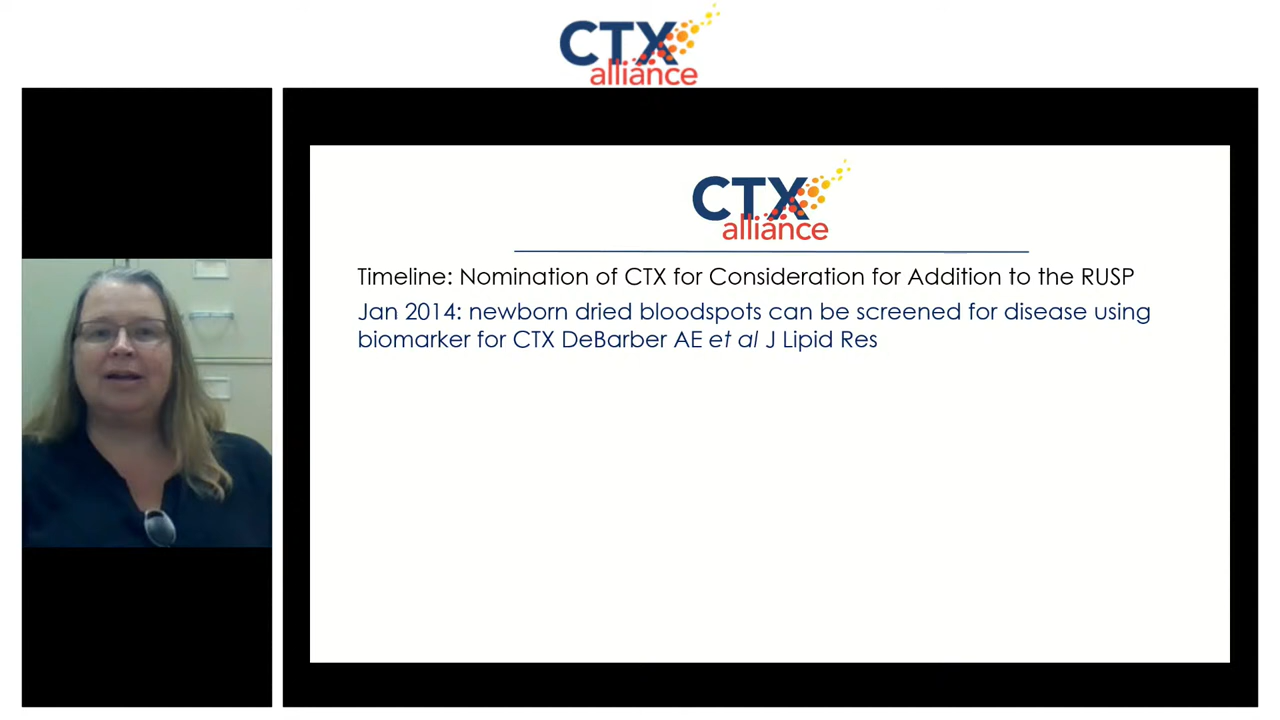 CTX
alliance
CTX
alliance
Timeline: Nomination of CTX for Consideration for Addition to the RUSP
Jan 2014: newborn dried bloodspots can be screened for disease using
biomarker for CTX DeBarber AE et al J Lipid Res